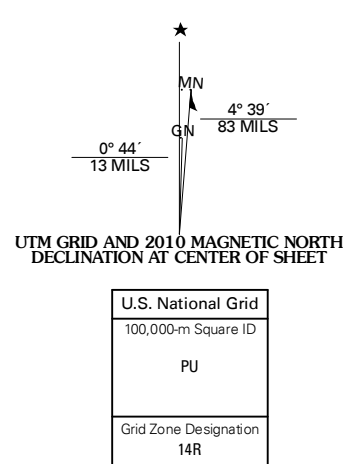 ★
MN
4° 39´
83 MILS
GN
0° 44´
13 MILS
UTM GRID AND 2010 MAGNETIC NORTH
DECLINATION AT CENTER OF SHEET
U.S. National Grid
100,000-m Square ID
PU
Grid Zone Designation
14R